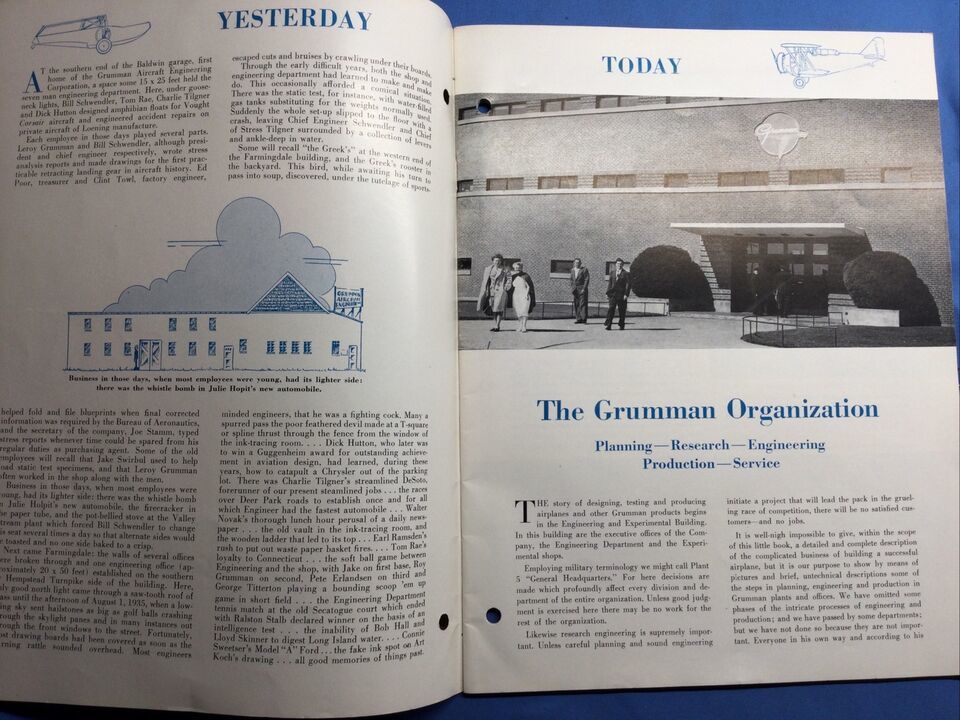 YESTERDAY
AT the southern end of the Baldwin garage, first
home of the Grumman Aircraft Engineering
Corporation, a space some 15 x 25 feet held the
seven man engineering department. Here, under goose-
neck lights, Bill Schwendler, Tom Rae, Charlie Tilgner
and Dick Hutton designed amphibian floats for Vought
Corsair aircraft and engineered accident repairs on
private aircraft of Loening manufacture.
Each employee in those days played several parts.
Leroy Grumman and Bill Schwendler, although presi-
dent and chief engineer respectively, wrote stress
analysis reports and made drawings for the first prac-
ticable retracting landing gear in aircraft history. Ed
Poor, treasurer and Clint Towl, factory engineer,
escaped cuts and bruises by crawling under their boards.
Through the early difficult years, both the shop and
engineering department had learned to make and make
do. This occasionally afforded a comical situation.
There was the static test, for instance, with water-filled
gas tanks substituting for the weights normally used.
Suddenly the whole set-up slipped to the floor with a
crash, leaving Chief Engineer Schwendler and Chief
of Stress Tilgner surrounded by a collection of levers
and ankle-deep in water.
Some will recall "the Greek's" at the western end of
the Farmingdale building, and the Greek's rooster in
the backyard. This bird, while awaiting his turn to
pass into soup, discovered, under the tutelage of sports-
GRUMMAN
AIRCRAFT
Business in those days, when most employees were young, had its lighter side:
there was the whistle bomb in Julie Hopit's new automobile.
helped fold and file blueprints when final corrected
information was required by the Bureau of Aeronautics,
and the secretary of the company, Joe Stamm, typed
stress reports whenever time could be spared from his
regular duties as purchasing agent. Some of the old
employees will recall that Jake Swirbul used to help
load static test specimens, and that Leroy Grumman
often worked in the shop along with the men.
Business in those days, when most employees were
young, had its lighter side: there was the whistle bomb
in Julie Hopit's new automobile, the firecracker in
the paper tube, and the pot-bellied stove at the Valley
Stream plant which forced Bill Schwendler to change
his seat several times a day so that alternate sides would
be toasted and no one side baked to a crisp.
Next came Farmingdale: the walls of several offices
were broken through and one engineering office (ap-
proximately 20 x 50 feet) established on the southern
or Hempstead Turnpike side of the building. Here,
only good north light came through a saw-tooth roof of
glass until the afternoon of August 1, 1935, when a low-
ing sky sent hailstones as big as golf balls crashing
through the skylight panes and in many instances out
through the front windows to the street. Fortunately,
most drawing boards had been covered as soon as the
warning rattle sounded overhead. Most engineers
minded engineers, that he was a fighting cock. Many a
spurred pass the poor feathered devil made at a T-square
or spline thrust through the fence from the window of
the ink-tracing room. . . . Dick Hutton, who later was
to win a Guggenheim award for outstanding achieve-
ment in aviation design, had learned, during these
years, how to catapult a Chrysler out of the parking
lot. There was Charlie Tilgner's streamlined DeSoto,
forerunner of our present steamlined jobs . . . the races
over Deer Park roads to establish once and for all
which Engineer had the fastest automobile . . . Walter
Novak's thorough lunch hour perusal of a daily news-
paper . . . the old vault in the ink-tracing room, and
the wooden ladder that led to its top . . . Earl Ramsden's
rush to put out waste paper basket fires. . . . Tom Rae's
loyalty to Connecticut . . . the soft ball game between
Engineering and the shop, with Jake on first base, Roy
Grumman on second, Pete Erlandsen on third and
George Titterton playing a bounding scoop 'em up
game in short field . . . the Engineering Department
tennis match at the old Secatogue court which ended
with Ralston Stalb declared winner on the basis of an
intelligence test . . . the inability of Bob Hall and
Lloyd Skinner to digest Long Island water. . . . Connie
Sweetser's Model "A" Ford . . . the fake ink spot on Art
Koch's drawing . . . all good memories of things past.
TODAY
The Grumman Organization
Planning—Research—Engineering
Production—Service
THE story of designing, testing and producing
airplanes and other Grumman products begins
in the Engineering and Experimental Building.
In this building are the executive offices of the Com-
pany, the Engineering Department and the Experi-
mental shops.
Employing military terminology we might call Plant
5 "General Headquarters." For here decisions are
made which profoundly affect every division and de-
partment of the entire organization. Unless good judg-
ment is exercised here there may be no work for the
rest of the organization.
Likewise research engineering is supremely impor-
tant. Unless careful planning and sound engineering
initiate a project that will lead the pack in the gruel-
ing race of competition, there will be no satisfied cus-
tomers—and no jobs.
It is well-nigh impossible to give, within the scope
of this little book, a detailed and complete description
of the complicated business of building a successful
airplane, but it is our purpose to show by means of
pictures and brief, untechnical descriptions some of
the steps in planning, engineering and production in
Grumman plants and offices. We have omitted some
phases of the intricate processes of engineering and
production; and we have passed by some departments;
but we have not done so because they are not impor-
tant. Everyone in his own way and according to his